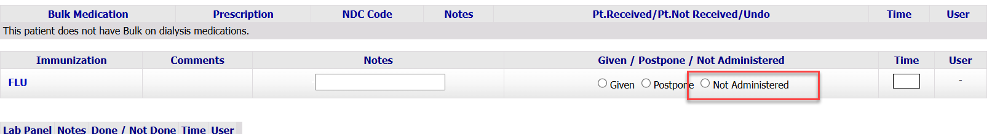 Bulk Medication Prescription NDC Code Notes Pt.Received/Pt.Not Received/Undo Time User
This patient does not have Bulk on dialysis medications.
Immunization Comments Notes Given / Postpone / Not Administered Time User
FLU Given Postpone Not Administered -
Lab Panel Notes Done / Not Done Time User